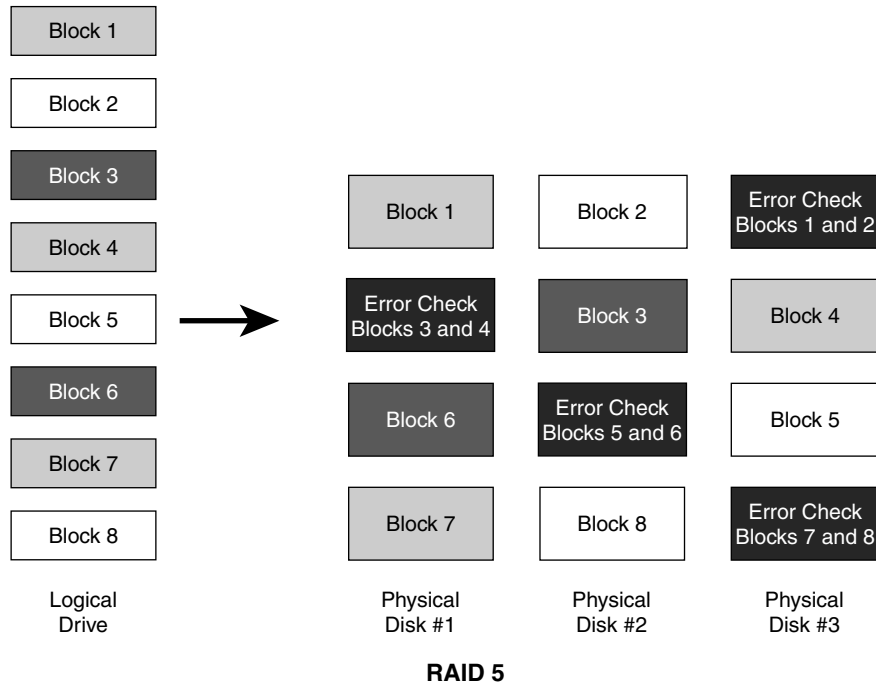 Block 1
Block 2
Block 3
Block 4
Block 5
Block 6
Block 7
Block 8
Logical
Drive
Block 1
Block 2
Error Check
Blocks 1 and 2
Error Check
Blocks 3 and 4
Block 3
Block 4
Block 6
Error Check
Blocks 5 and 6
Block 5
Block 7
Block 8
Error Check
Blocks 7 and 8
Physical
Disk #1
Physical
Disk #2
Physical
Disk #3
RAID 5